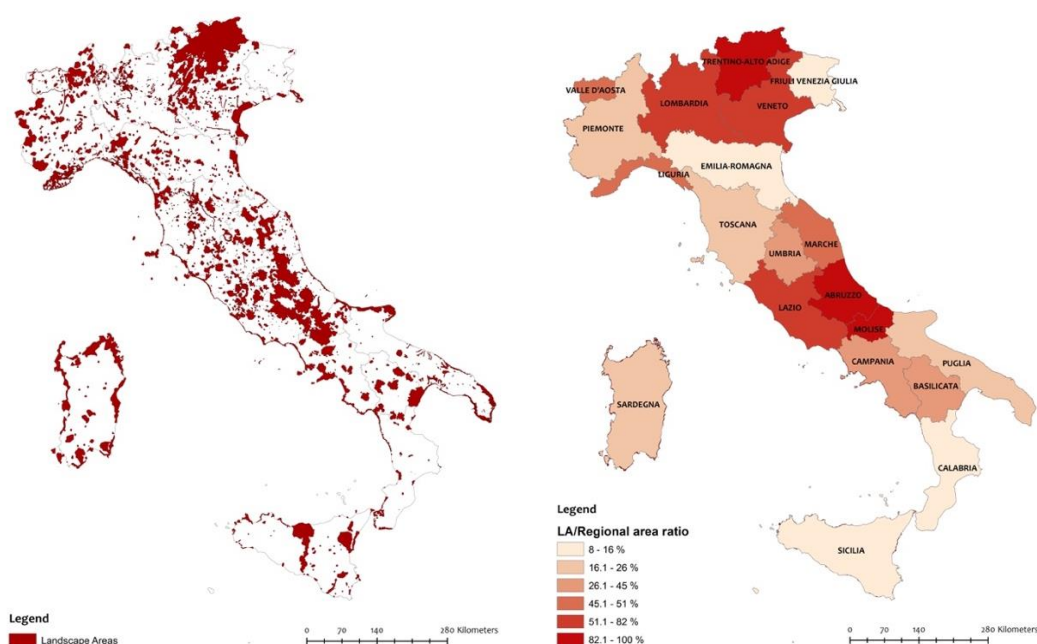 Legend
Landscape Areas
0 70 140 280 Kilometers
TRENTINO-ALTO ADIGE
FRIULI VENEZIA GIULIA
VALLE D'AOSTA
LOMBARDIA
VENETO
PIEMONTE
EMILIA-ROMAGNA
LIGURIA
TOSCANA
MARCHE
UMBRIA
ABRUZZO
LAZIO
MOLISE
CAMPANIA
PUGLIA
BASILICATA
SARDEGNA
CALABRIA
SICILIA
Legend
LA/Regional area ratio
8 - 16 %
16.1 - 26 %
26.1 - 45 %
45.1 - 51 %
51.1 - 82 %
82.1 - 100 %
0 70 140 280 Kilometers